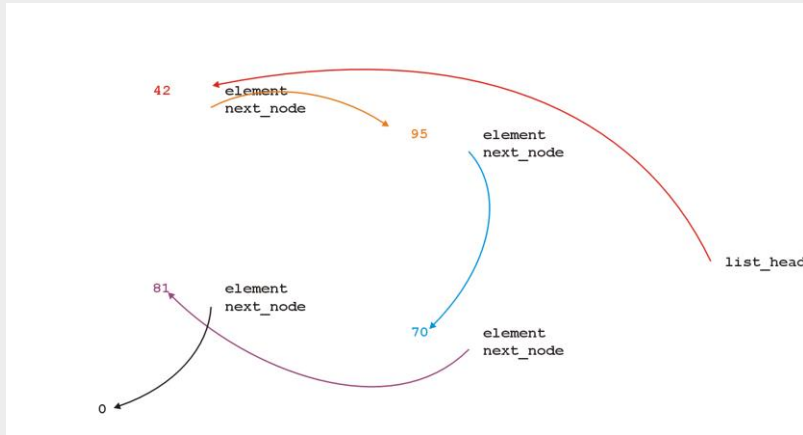 42 element
next_node
95 element
next_node
list_head
81 element
next_node
70 element
next_node
0